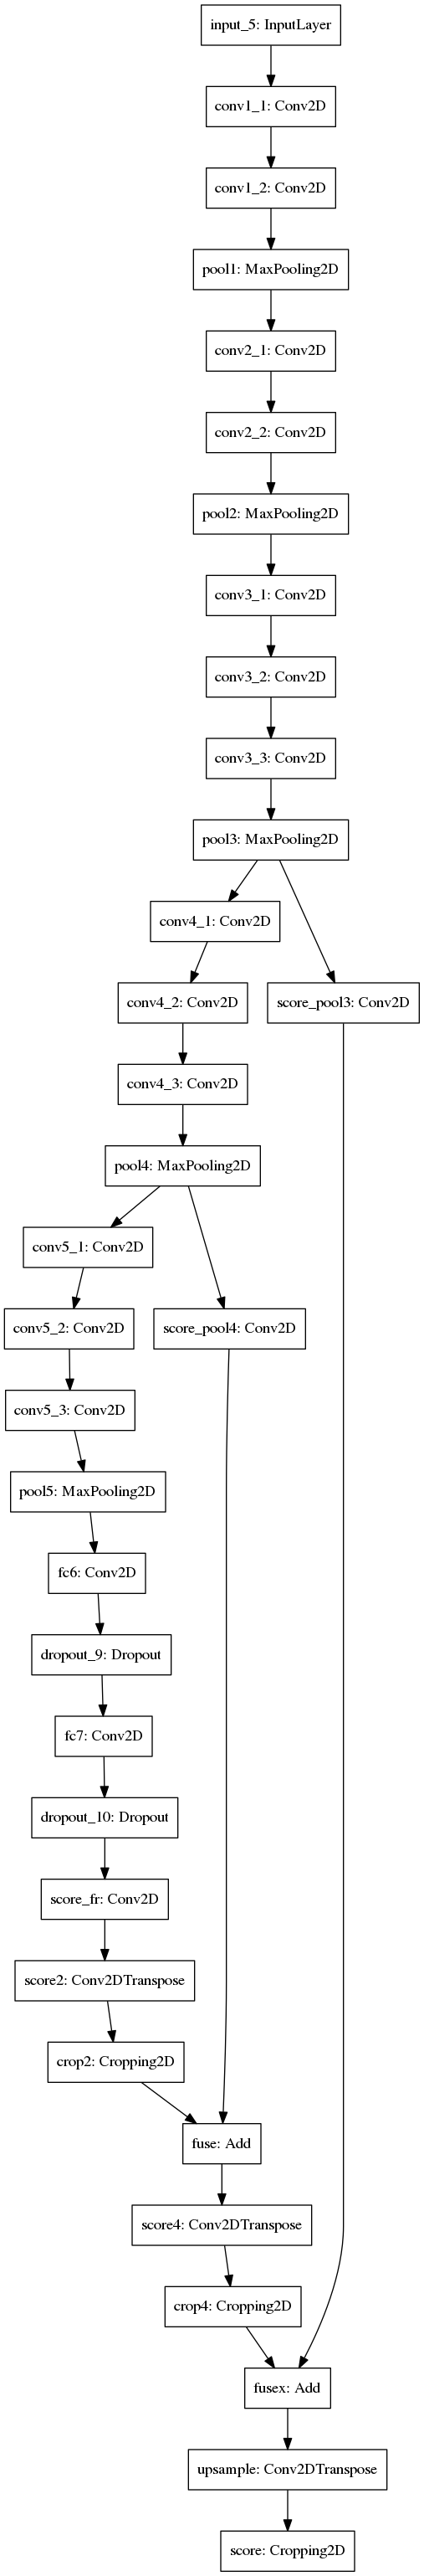 input_5: InputLayer
conv1_1: Conv2D
conv1_2: Conv2D
pool1: MaxPooling2D
conv2_1: Conv2D
conv2_2: Conv2D
pool2: MaxPooling2D
conv3_1: Conv2D
conv3_2: Conv2D
conv3_3: Conv2D
pool3: MaxPooling2D
conv4_1: Conv2D
conv4_2: Conv2D
score_pool3: Conv2D
conv4_3: Conv2D
pool4: MaxPooling2D
conv5_1: Conv2D
conv5_2: Conv2D
score_pool4: Conv2D
conv5_3: Conv2D
pool5: MaxPooling2D
fc6: Conv2D
dropout_9: Dropout
fc7: Conv2D
dropout_10: Dropout
score_fr: Conv2D
score2: Conv2DTranspose
crop2: Cropping2D
fuse: Add
score4: Conv2DTranspose
crop4: Cropping2D
fusex: Add
upsample: Conv2DTranspose
score: Cropping2D